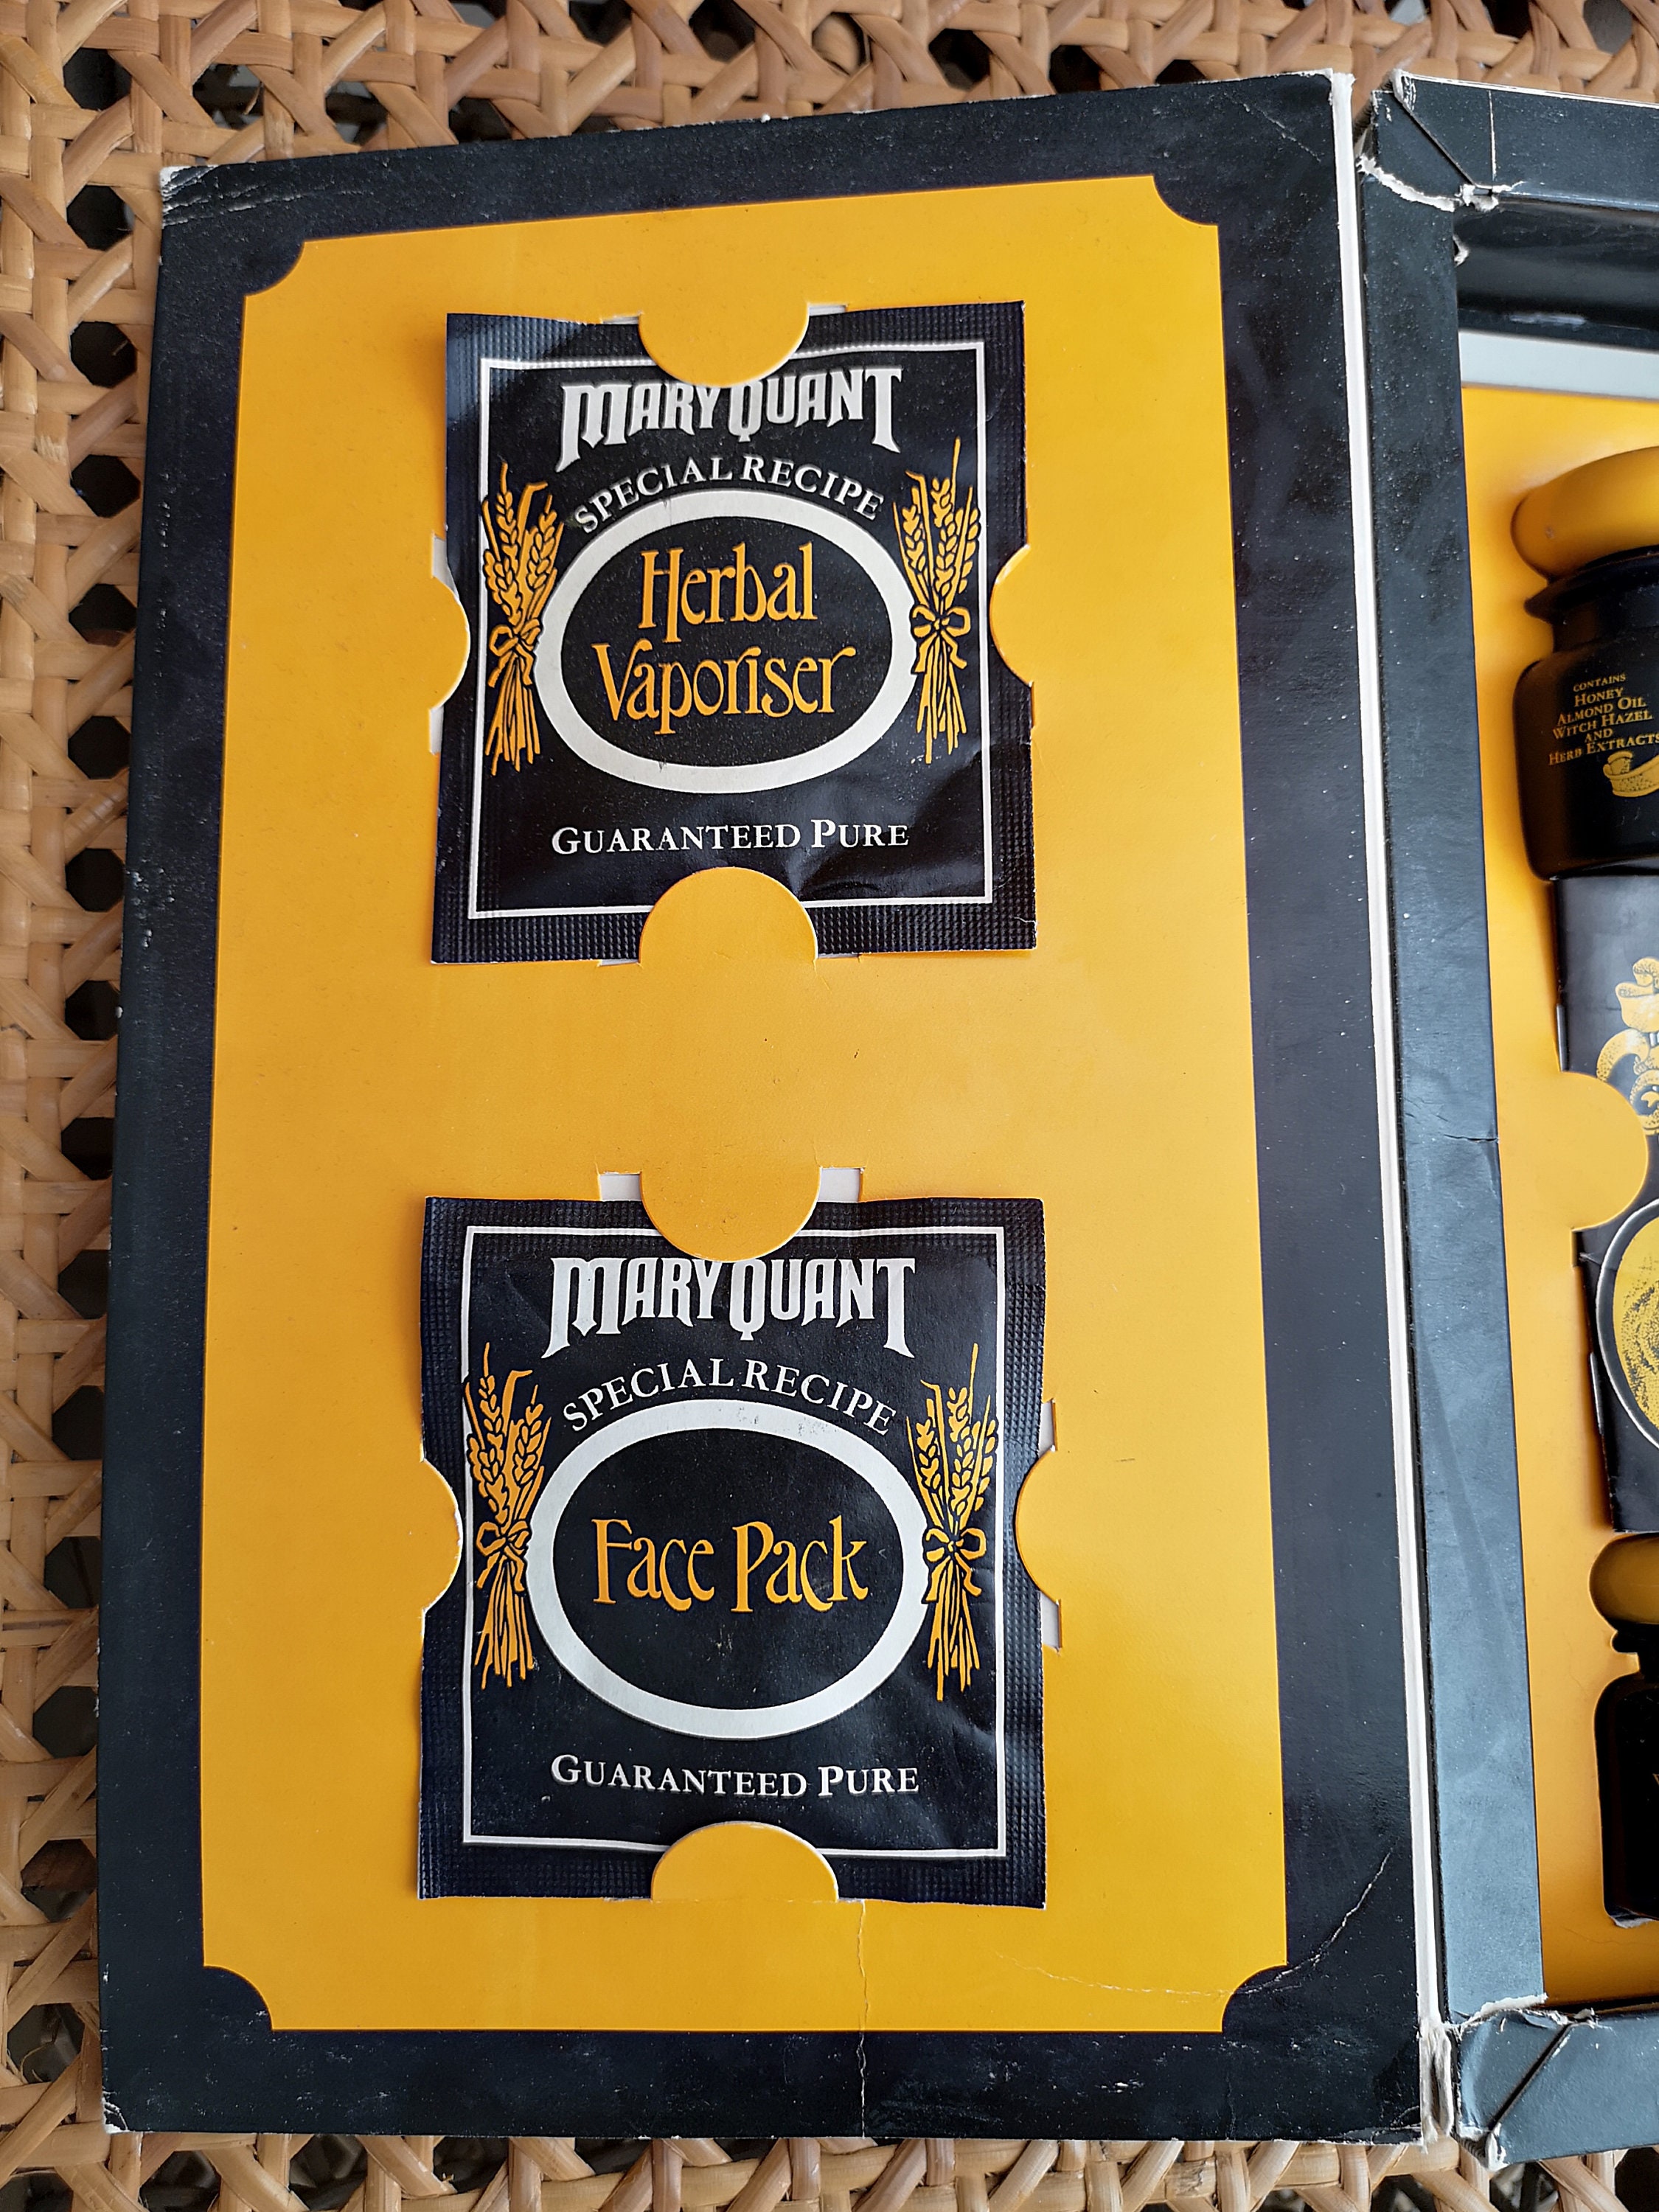 MARY QUANT
SPECIAL RECIPE
Herbal
Vaporiser
GUARANTEED PURE
MARY QUANT
SPECIAL RECIPE
Face Pack
GUARANTEED PURE
CONTAINS
HONEY
ALMOND OIL
WITCH HAZEL
AND
HERB EXTRACTS